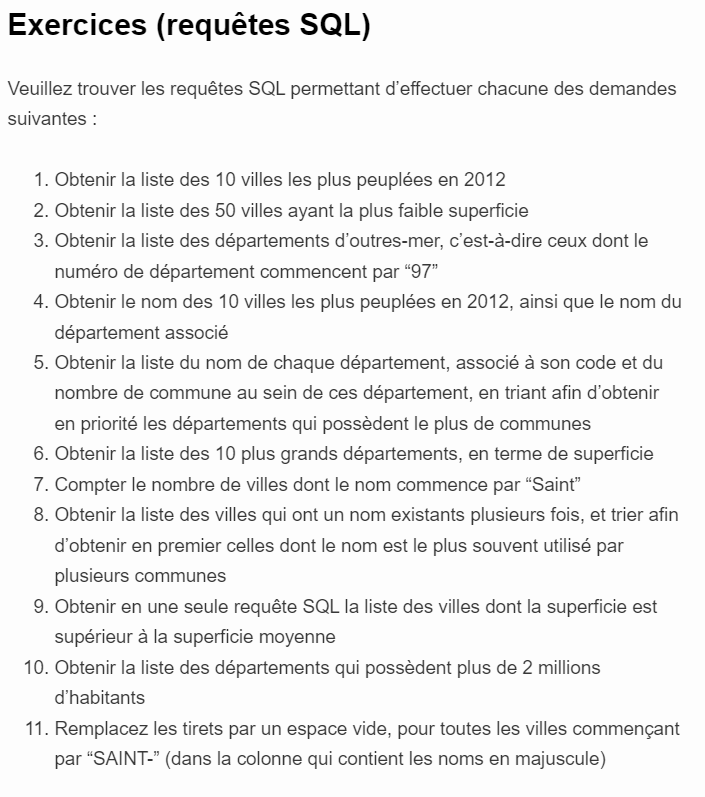 Exercices (requêtes SQL)
Veuillez trouver les requêtes SQL permettant d’effectuer chacune des demandes
suivantes :
1. Obtenir la liste des 10 villes les plus peuplées en 2012
2. Obtenir la liste des 50 villes ayant la plus faible superficie
3. Obtenir la liste des départements d’outres-mer, c’est-à-dire ceux dont le
numéro de département commencent par “97”
4. Obtenir le nom des 10 villes les plus peuplées en 2012, ainsi que le nom du
département associé
5. Obtenir la liste du nom de chaque département, associé à son code et du
nombre de commune au sein de ces département, en triant afin d’obtenir
en priorité les départements qui possèdent le plus de communes
6. Obtenir la liste des 10 plus grands départements, en terme de superficie
7. Compter le nombre de villes dont le nom commence par “Saint”
8. Obtenir la liste des villes qui ont un nom existants plusieurs fois, et trier afin
d’obtenir en premier celles dont le nom est le plus souvent utilisé par
plusieurs communes
9. Obtenir en une seule requête SQL la liste des villes dont la superficie est
supérieur à la superficie moyenne
10. Obtenir la liste des départements qui possèdent plus de 2 millions
d’habitants
11. Remplacez les tirets par un espace vide, pour toutes les villes commençant
par “SAINT-” (dans la colonne qui contient les noms en majuscule)